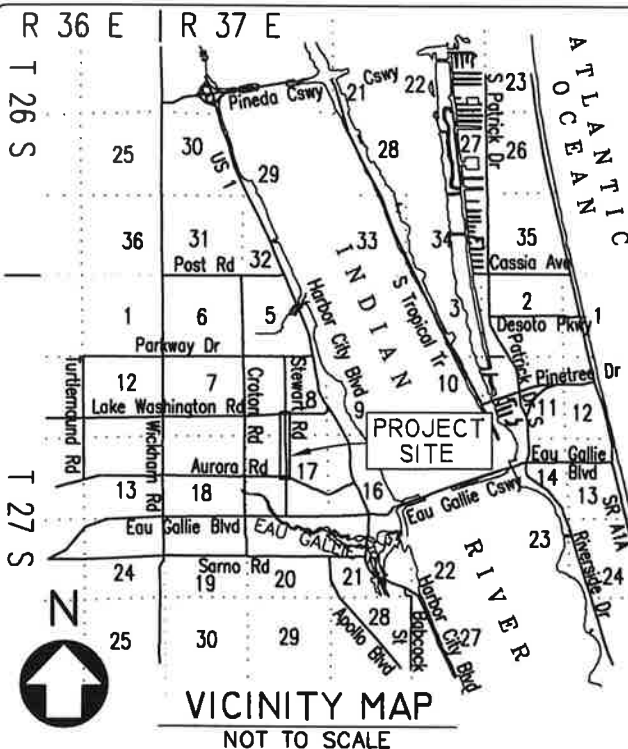 R 36 E
R 37 E
T 26 S
ATLANTIC
OCEAN
Pineda Cswy
Cswy
21
22
23
S Patrick Dr
25
30
US 1
29
28
27
26
36
31
32
33
34
35
Post Rd
INDIAN
S Tropical Tr
Cassia Ave
1
6
5
Harbor City Blvd
3
2
1
Desoto Pkwy
Parkway Dr
Patrick Dr S
Pinetree Dr
Turtlemound Rd
12
7
Croton Rd
Stewart Rd
8
9
10
11
12
Lake Washington Rd
Wickham Rd
PROJECT
SITE
Aurora Rd
17
16
Eau Gallie
Blvd
14
13
SR A1A
T 27 S
13
18
Eau Gallie Cswy
Eau Gallie Blvd
EAU GALLIE
RIVER
23
Riverside Dr
24
24
19
Sarno Rd
20
21
22
Harbor City Blvd
N
25
30
29
Apollo Blvd
28
Babcock
St
27
VICINITY MAP
NOT TO SCALE